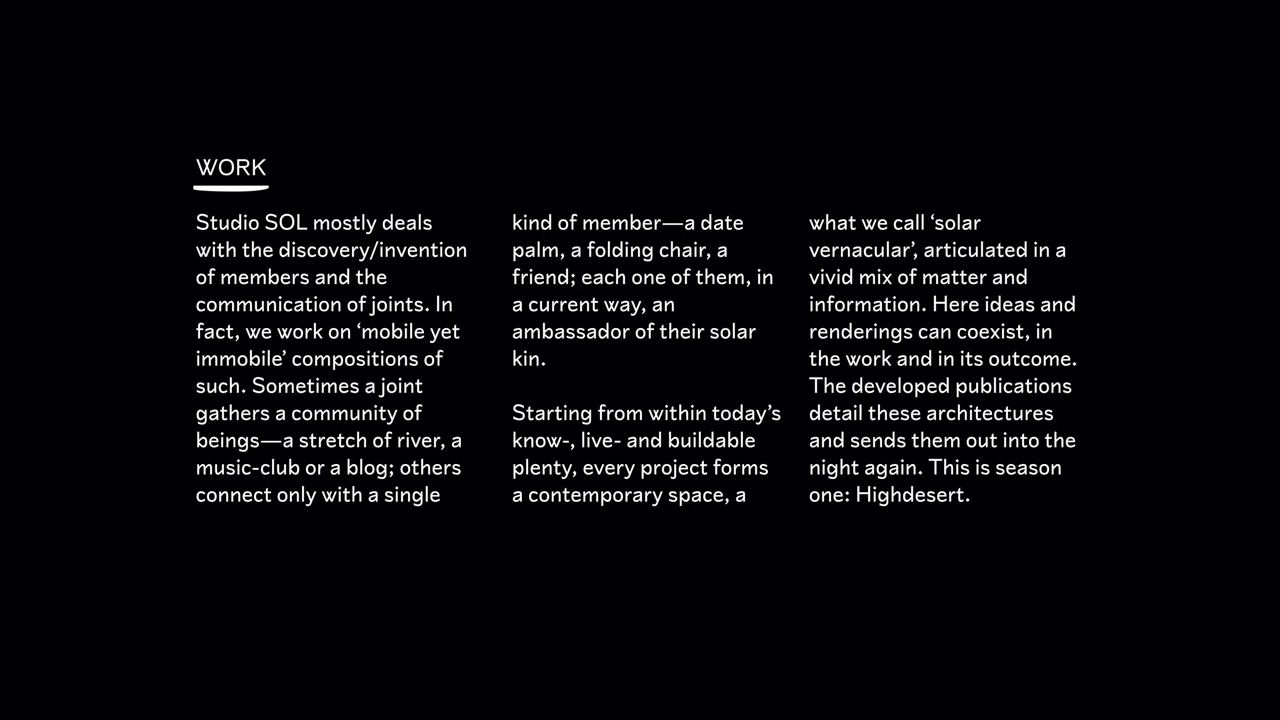 WORK
Studio SOL mostly deals
with the discovery/invention
of members and the
communication of joints. In
fact, we work on ‘mobile yet
immobile’ compositions of
such. Sometimes a joint
gathers a community of
beings—a stretch of river, a
music-club or a blog; others
connect only with a single
kind of member—a date
palm, a folding chair, a
friend; each one of them, in
a current way, an
ambassador of their solar
kin.
Starting from within today’s
know-, live- and buildable
plenty, every project forms
a contemporary space, a
what we call ‘solar
vernacular’, articulated in a
vivid mix of matter and
information. Here ideas and
renderings can coexist, in
the work and in its outcome.
The developed publications
detail these architectures
and sends them out into the
night again. This is season
one: Highdesert.